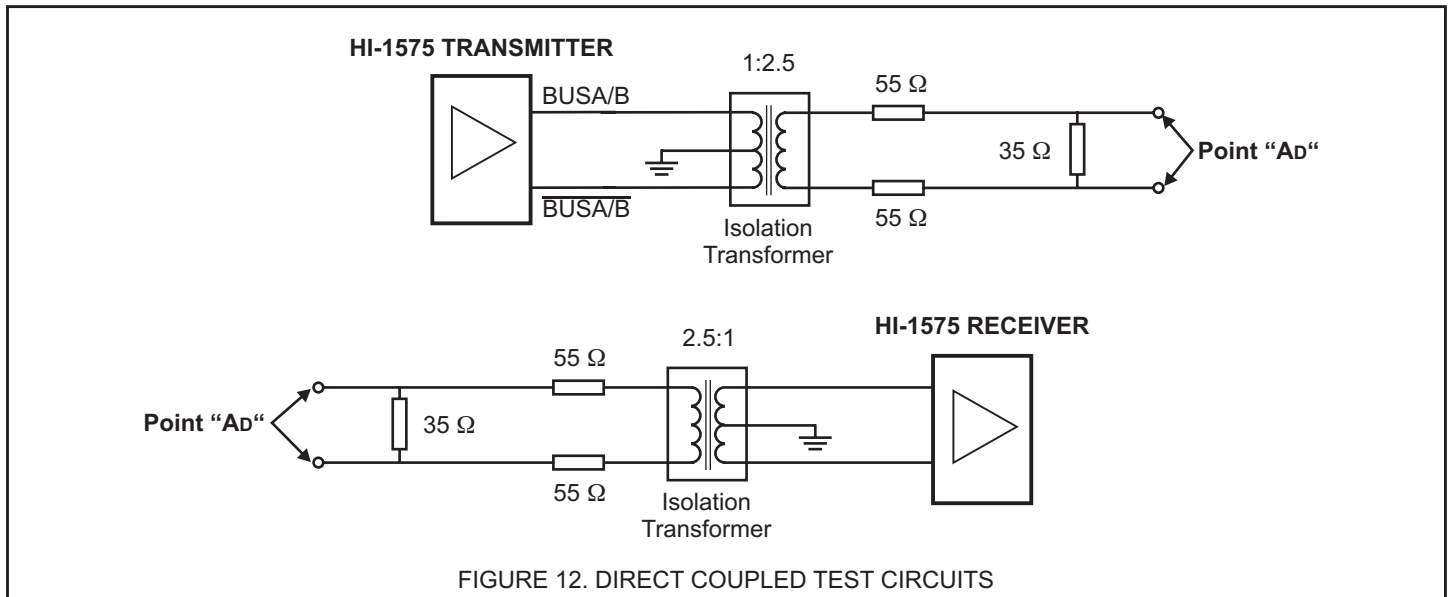 HI-1575 TRANSMITTER
1:2.5
BUSA/B
55 Ω
35 Ω
Point “AD“
BUSA/B
55 Ω
Isolation
Transformer
HI-1575 RECEIVER
2.5:1
55 Ω
Point “AD“
35 Ω
55 Ω
Isolation
Transformer
FIGURE 12. DIRECT COUPLED TEST CIRCUITS